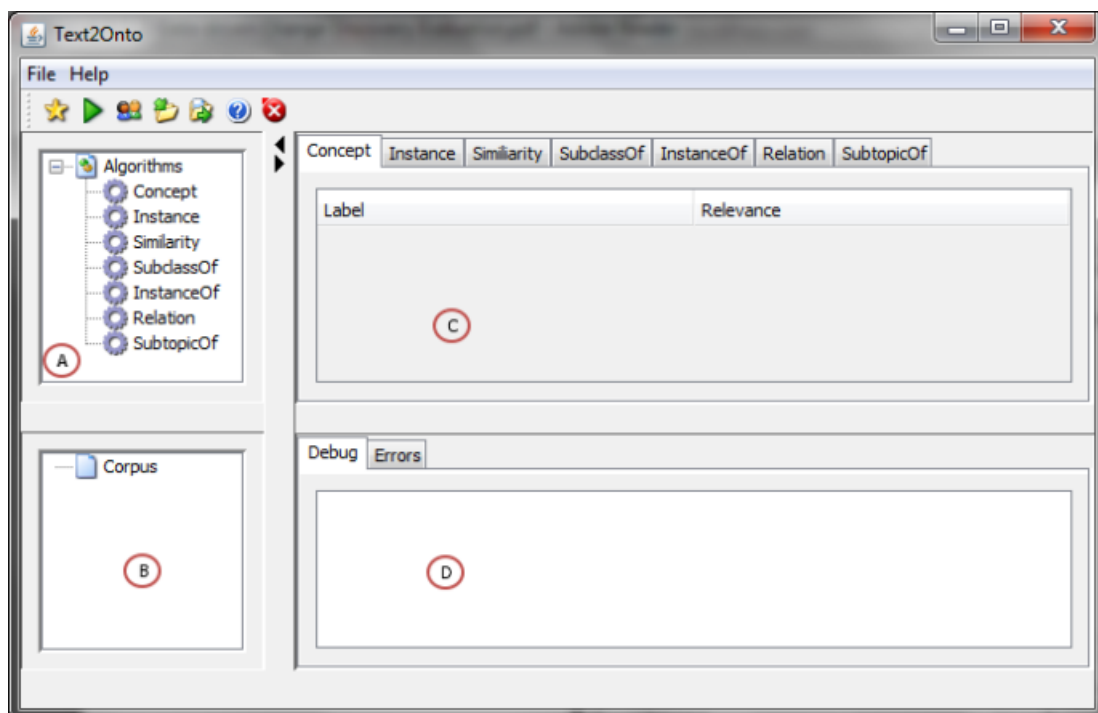 Text2Onto
File Help
Algorithms
Concept
Instance
Similarity
SubclassOf
InstanceOf
Relation
SubtopicOf
A
Concept Instance Similiarity SubclassOf InstanceOf Relation SubtopicOf
Label Relevance
C
Corpus
B
Debug Errors
D